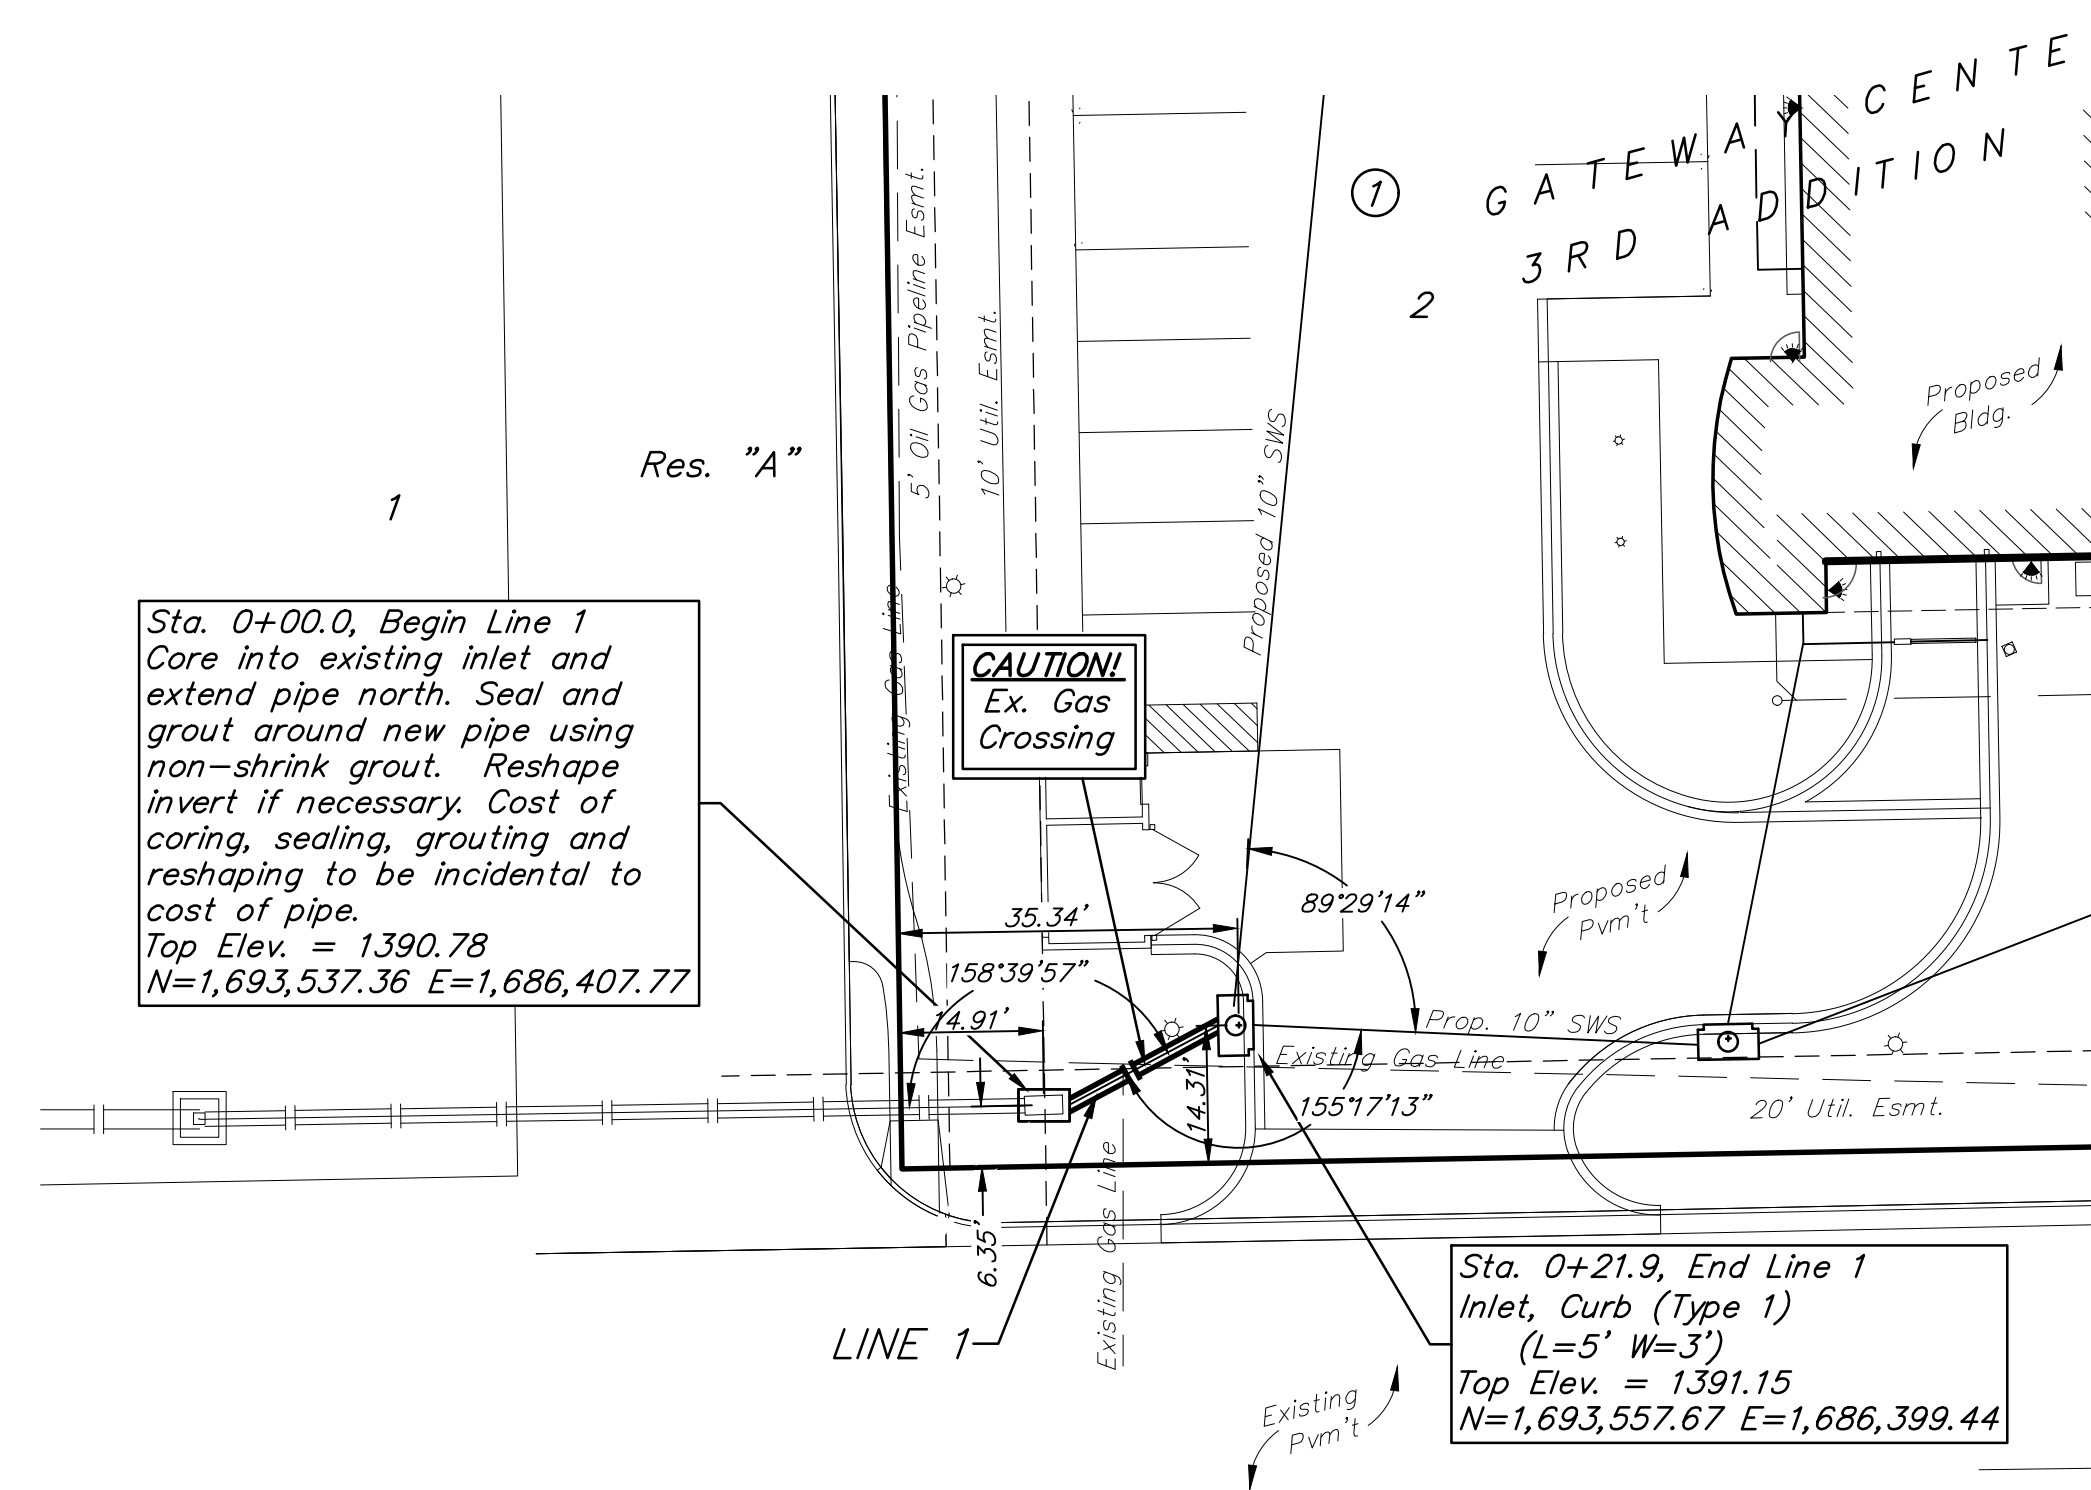 GATEWAY CENTE
3RD ADDITION
1
2
5' Oil Gas Pipeline Esmt.
10' Util. Esmt.
Proposed 10" SWS
Proposed
Bldg.
Res. "A"
1
Existing Gas Line
Sta. 0+00.0, Begin Line 1
Core into existing inlet and
extend pipe north. Seal and
grout around new pipe using
non-shrink grout. Reshape
invert if necessary. Cost of
coring, sealing, grouting and
reshaping to be incidental to
cost of pipe.
Top Elev. = 1390.78
N=1,693,537.36 E=1,686,407.77
CAUTION!
Ex. Gas
Crossing
35.34'
89°29'14"
Proposed
Pvm't
158°39'57"
14.91'
Prop. 10" SWS
Existing Gas Line
14.31'
155°17'13"
20' Util. Esmt.
6.35'
Existing Gas Line
LINE 1
Sta. 0+21.9, End Line 1
Inlet, Curb (Type 1)
(L=5' W=3')
Top Elev. = 1391.15
N=1,693,557.67 E=1,686,399.44
Existing
Pvm't